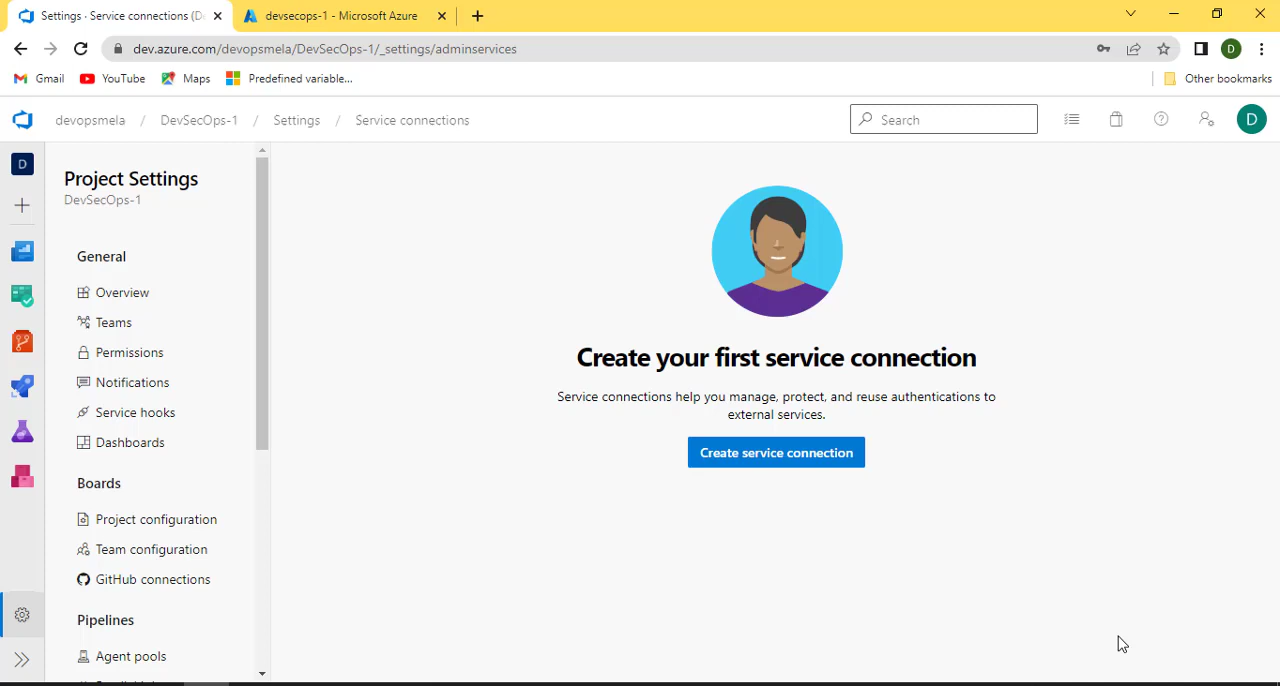 Settings · Service connections (D
devsecops-1 - Microsoft Azure
dev.azure.com/devopsmela/DevSecOps-1/_settings/adminservices
D
Gmail
YouTube
Maps
Predefined variable...
Other bookmarks
devopsmela / DevSecOps-1 / Settings / Service connections
Search
D
D
Project Settings
DevSecOps-1
General
Overview
Teams
Permissions
Notifications
Service hooks
Dashboards
Boards
Project configuration
Team configuration
GitHub connections
Pipelines
Agent pools
Create your first service connection
Service connections help you manage, protect, and reuse authentications to
external services.
Create service connection